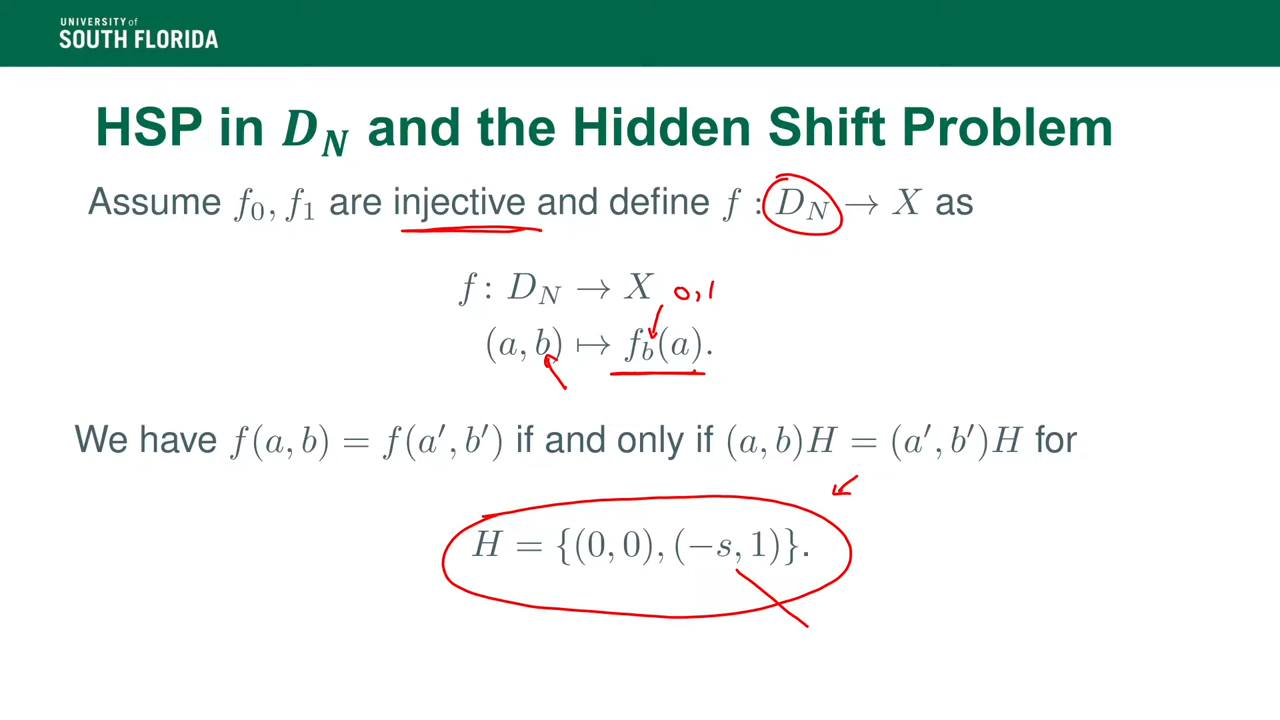 UNIVERSITY of
SOUTH FLORIDA
HSP in D_N and the Hidden Shift Problem
Assume f_0, f_1 are injective and define f : D_N → X as
f : D_N → X 0,1
(a, b) ↦ f_b(a).
We have f(a, b) = f(a′, b′) if and only if (a, b)H = (a′, b′)H for
H = {(0, 0), (−s, 1)}.